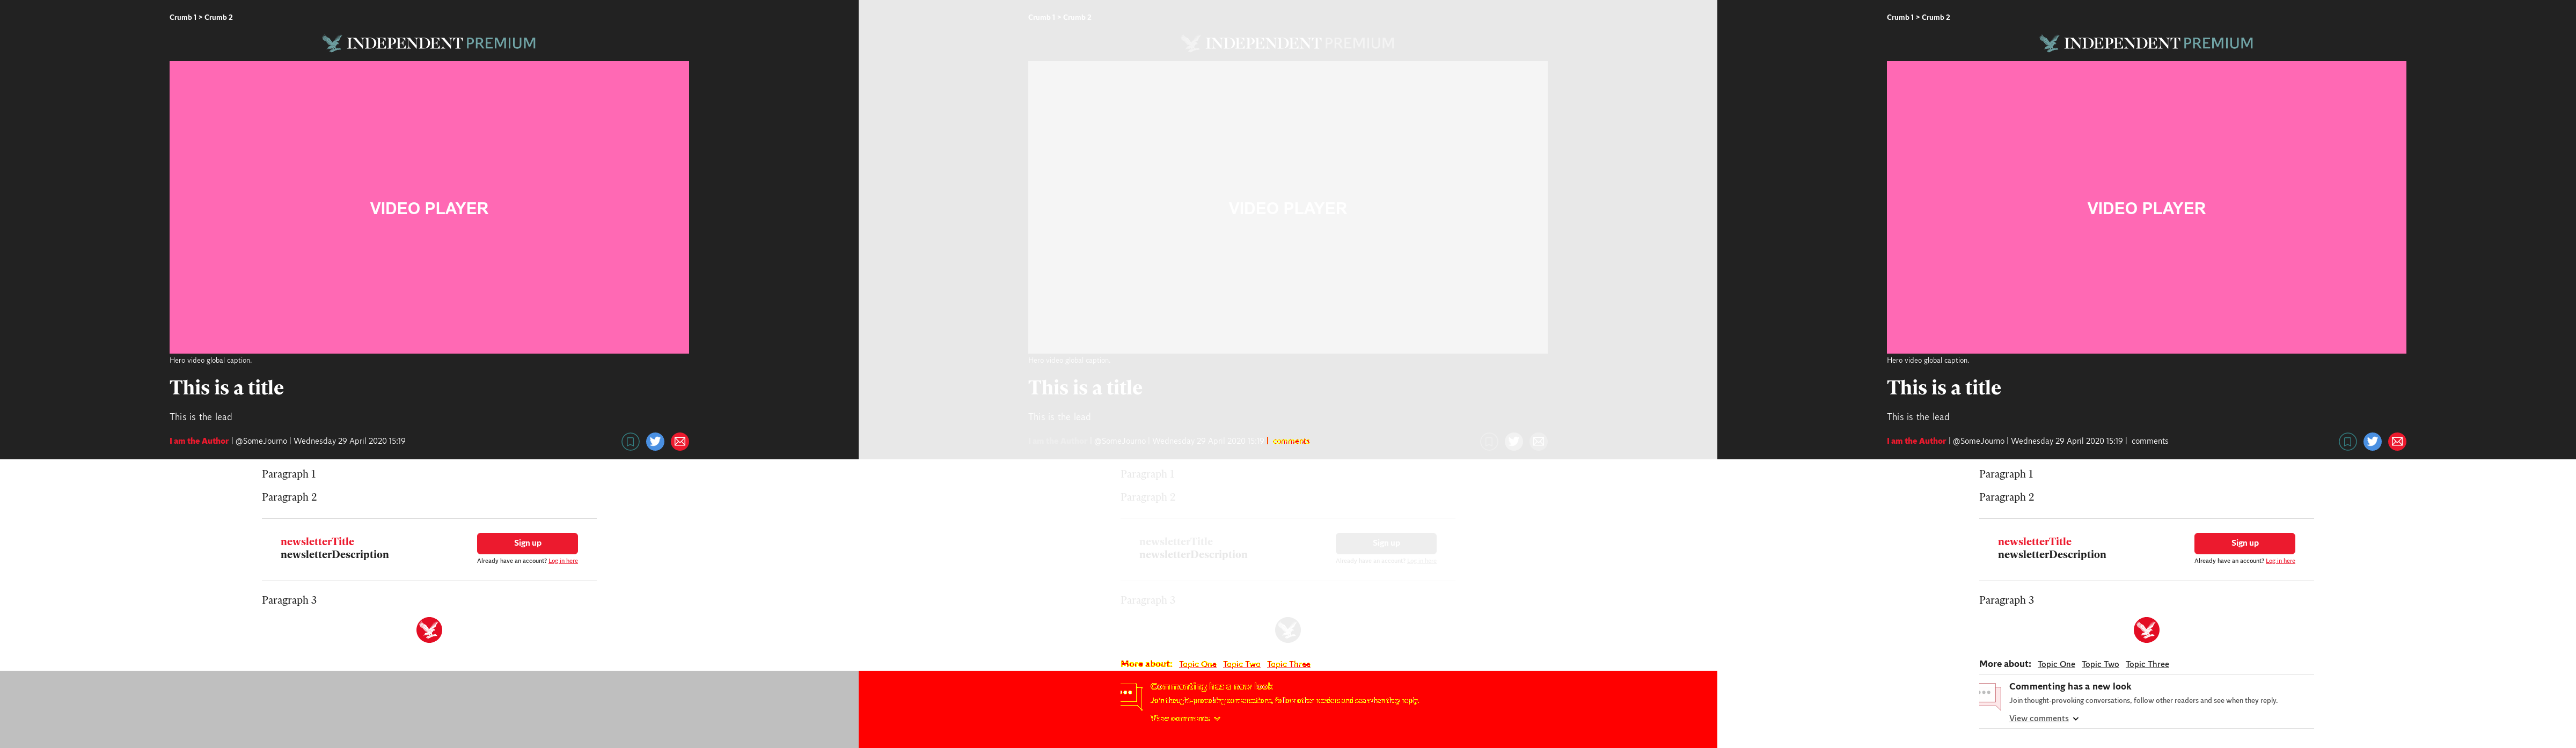 Crumb 1 > Crumb 2
INDEPENDENT PREMIUM
VIDEO PLAYER
Hero video global caption.
This is a title
This is the lead
I am the Author | @SomeJourno | Wednesday 29 April 2020 15:19
Paragraph 1
Paragraph 2
newsletterTitle
newsletterDescription
Sign up
Already have an account? Log in here
Paragraph 3
Crumb 1 > Crumb 2
INDEPENDENT PREMIUM
VIDEO PLAYER
Hero video global caption.
This is a title
This is the lead
I am the Author | @SomeJourno | Wednesday 29 April 2020 15:19 | comments
Paragraph 1
Paragraph 2
newsletterTitle
newsletterDescription
Sign up
Already have an account? Log in here
Paragraph 3
More about: Topic One Topic Two Topic Three
Commenting has a new look
Join thought-provoking conversations, follow other readers and see when they reply.
View comments
Crumb 1 > Crumb 2
INDEPENDENT PREMIUM
VIDEO PLAYER
Hero video global caption.
This is a title
This is the lead
I am the Author | @SomeJourno | Wednesday 29 April 2020 15:19 | comments
Paragraph 1
Paragraph 2
newsletterTitle
newsletterDescription
Sign up
Already have an account? Log in here
Paragraph 3
More about: Topic One Topic Two Topic Three
Commenting has a new look
Join thought-provoking conversations, follow other readers and see when they reply.
View comments